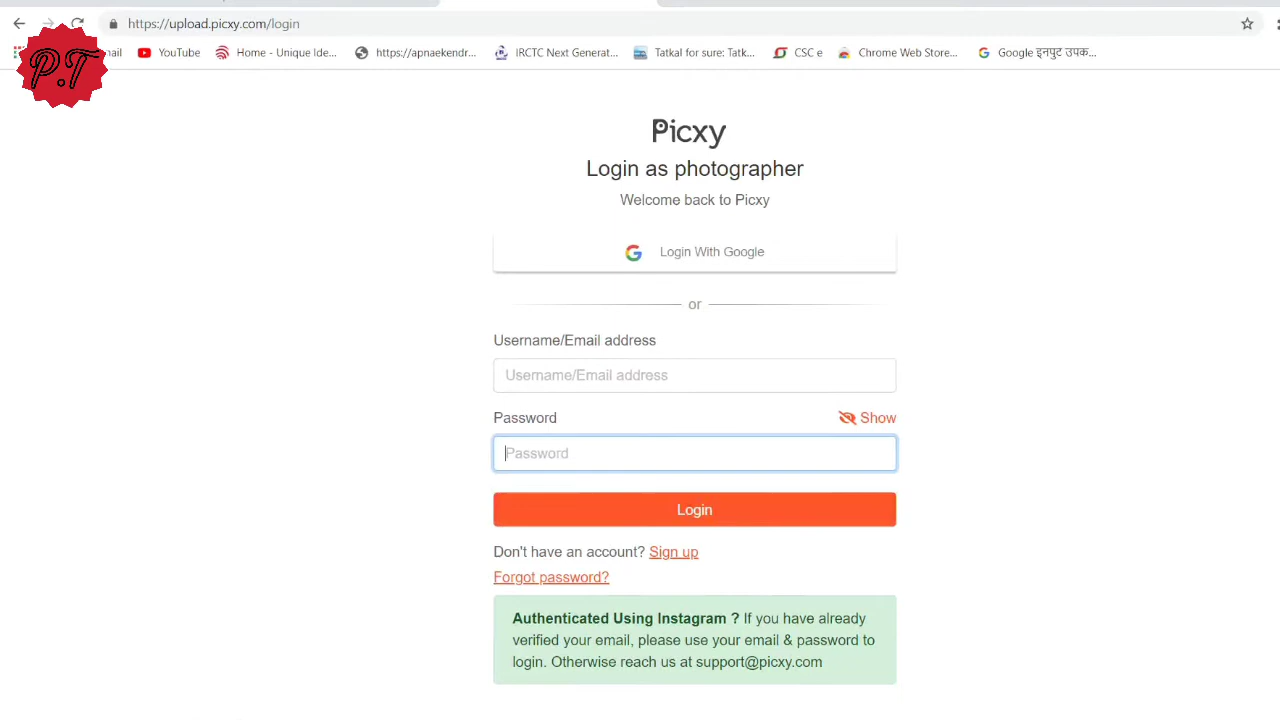 https://upload.picxy.com/login
P.T
ail YouTube Home - Unique Ide... https://apnaekendr... IRCTC Next Generat... Tatkal for sure: Tatk... CSC e Chrome Web Store... Google इनपुट उपक...
Picxy
Login as photographer
Welcome back to Picxy
Login With Google
or
Username/Email address
Username/Email address
Password Show
Password
Login
Don't have an account? Sign up
Forgot password?
Authenticated Using Instagram ? If you have already
verified your email, please use your email & password to
login. Otherwise reach us at support@picxy.com